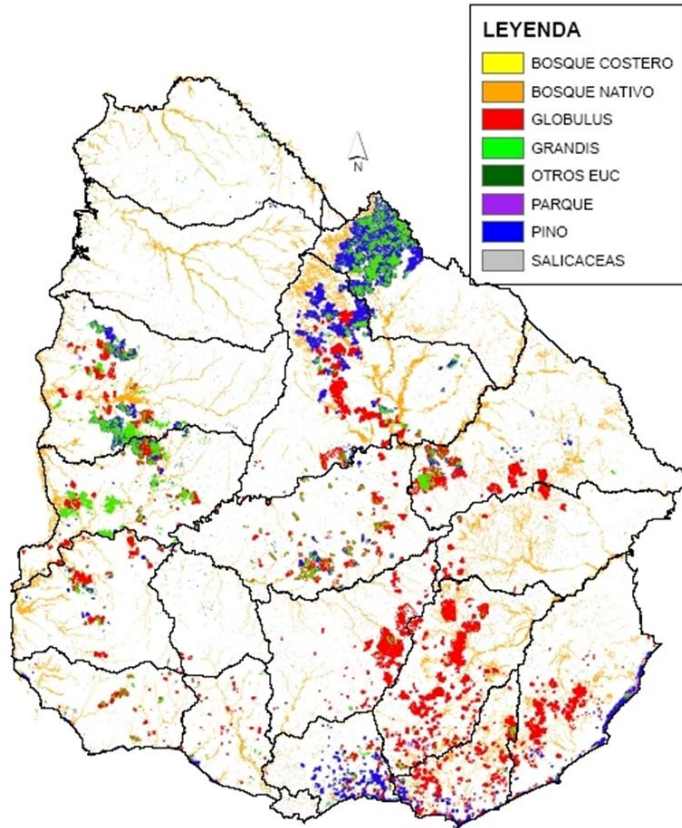 LEYENDA
BOSQUE COSTERO
BOSQUE NATIVO
GLOBULUS
GRANDIS
OTROS EUC
PARQUE
PINO
SALICACEAS
N